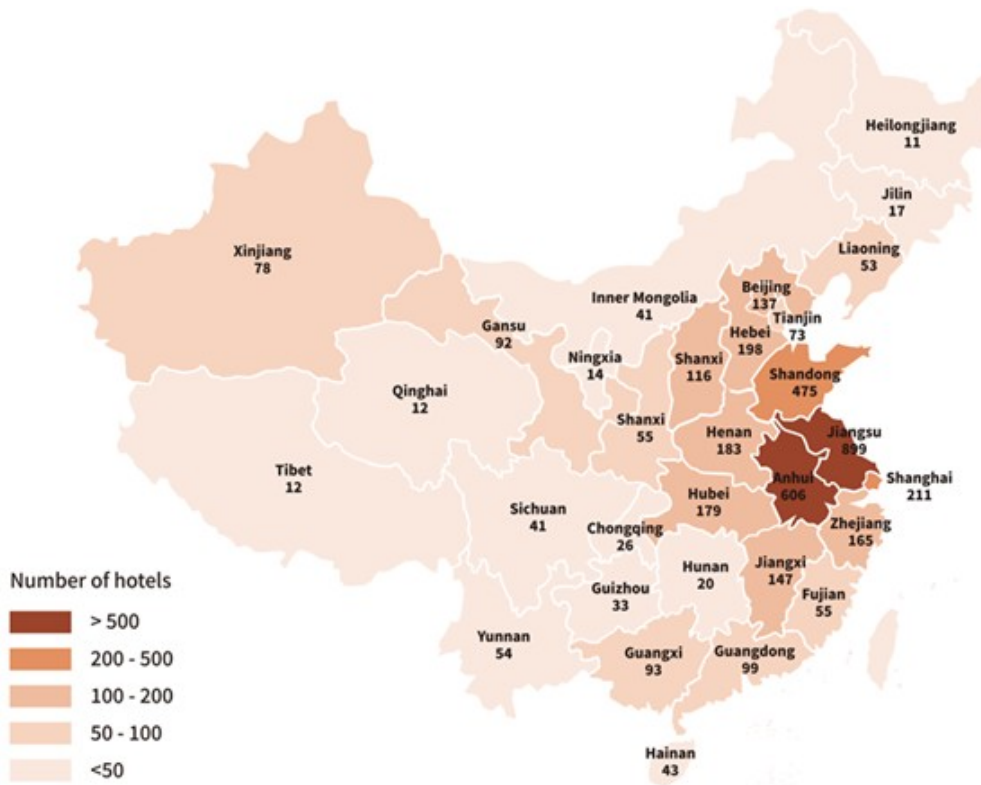 Heilongjiang
11
Jilin
17
Xinjiang
78
Liaoning
53
Beijing
137
Inner Mongolia
41
Tianjin
73
Gansu
92
Hebei
198
Ningxia
14
Shanxi
116
Shandong
475
Qinghai
12
Shanxi
55
Henan
183
Jiangsu
899
Tibet
12
Anhui
606
Shanghai
211
Sichuan
41
Hubei
179
Chongqing
26
Zhejiang
165
Hunan
20
Jiangxi
147
Number of hotels
Guizhou
33
Fujian
55
> 500
Yunnan
54
200 - 500
Guangxi
93
Guangdong
99
100 - 200
50 - 100
Hainan
43
<50